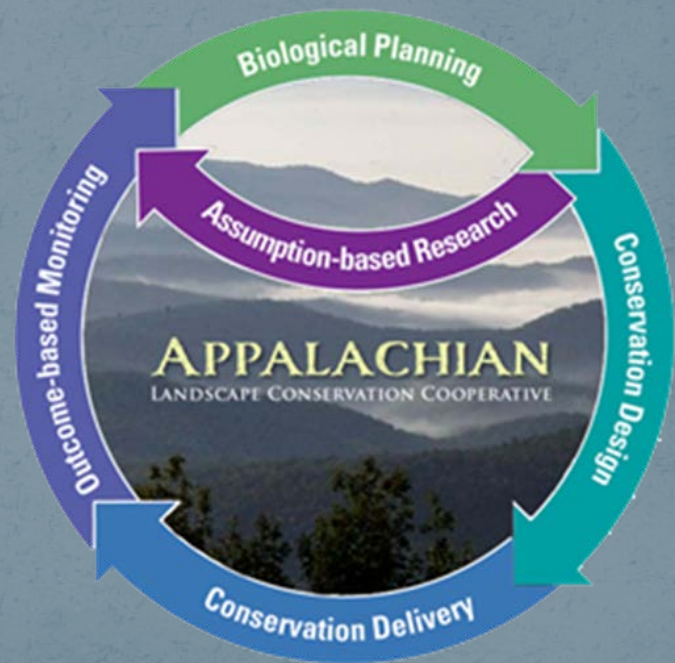 Biological Planning
Assumption-based Research
Conservation Design
Outcome-based Monitoring
APPALACHIAN
LANDSCAPE CONSERVATION COOPERATIVE
Conservation Delivery